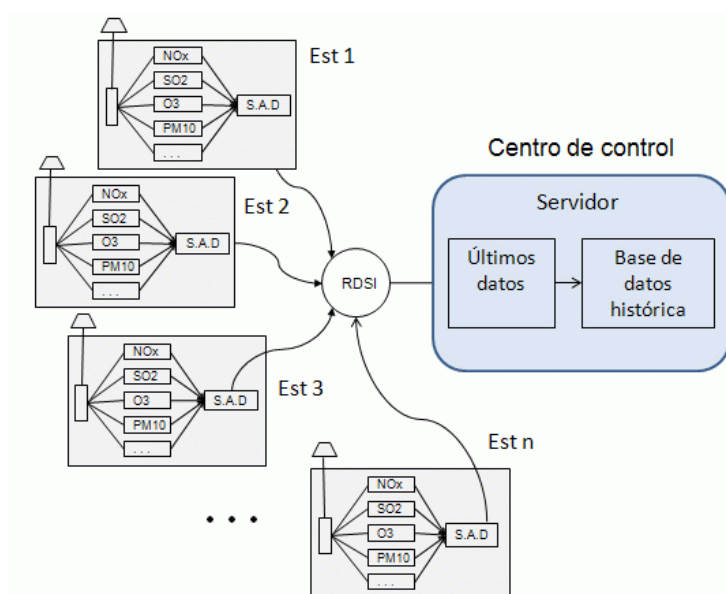 Est 1
NOx
SO2
O3
PM10
...
S.A.D
Est 2
NOx
SO2
O3
PM10
...
S.A.D
Est 3
NOx
SO2
O3
PM10
...
S.A.D
• • •
Est n
NOx
SO2
O3
PM10
...
S.A.D
RDSI
Centro de control
Servidor
Últimos
datos
Base de
datos
histórica